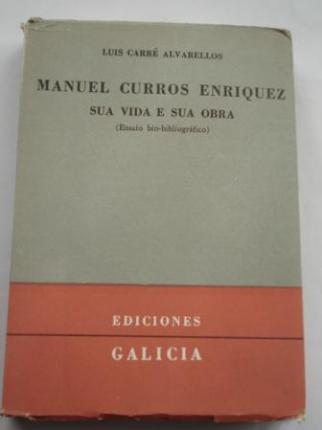 LUIS CARRÉ ALVARELLOS
MANUEL CURROS ENRIQUEZ
SUA VIDA E SUA OBRA
(Ensaio bio-bibliográfico)
EDICIONES
GALICIA